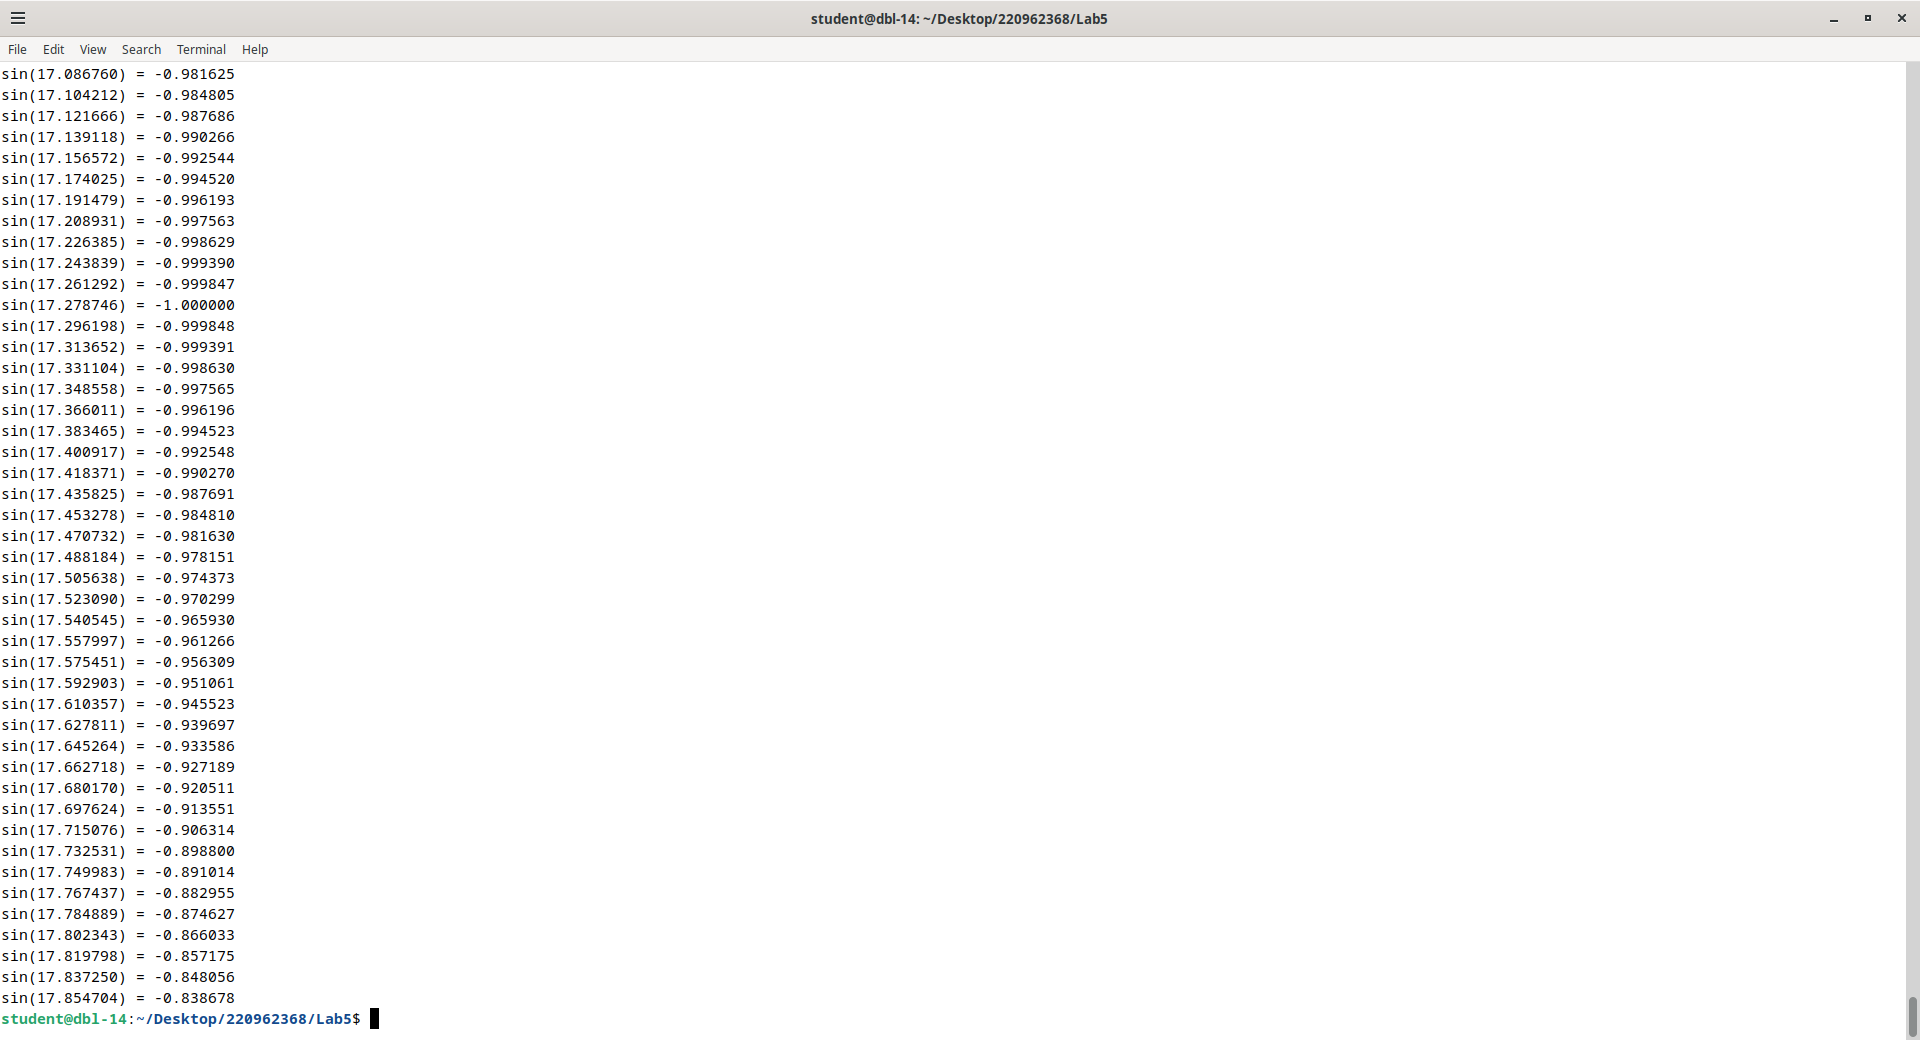 student@dbl-14: ~/Desktop/220962368/Lab5
File Edit View Search Terminal Help
sin(17.086760) = -0.981625
sin(17.104212) = -0.984805
sin(17.121666) = -0.987686
sin(17.139118) = -0.990266
sin(17.156572) = -0.992544
sin(17.174025) = -0.994520
sin(17.191479) = -0.996193
sin(17.208931) = -0.997563
sin(17.226385) = -0.998629
sin(17.243839) = -0.999390
sin(17.261292) = -0.999847
sin(17.278746) = -1.000000
sin(17.296198) = -0.999848
sin(17.313652) = -0.999391
sin(17.331104) = -0.998630
sin(17.348558) = -0.997565
sin(17.366011) = -0.996196
sin(17.383465) = -0.994523
sin(17.400917) = -0.992548
sin(17.418371) = -0.990270
sin(17.435825) = -0.987691
sin(17.453278) = -0.984810
sin(17.470732) = -0.981630
sin(17.488184) = -0.978151
sin(17.505638) = -0.974373
sin(17.523090) = -0.970299
sin(17.540545) = -0.965930
sin(17.557997) = -0.961266
sin(17.575451) = -0.956309
sin(17.592903) = -0.951061
sin(17.610357) = -0.945523
sin(17.627811) = -0.939697
sin(17.645264) = -0.933586
sin(17.662718) = -0.927189
sin(17.680170) = -0.920511
sin(17.697624) = -0.913551
sin(17.715076) = -0.906314
sin(17.732531) = -0.898800
sin(17.749983) = -0.891014
sin(17.767437) = -0.882955
sin(17.784889) = -0.874627
sin(17.802343) = -0.866033
sin(17.819798) = -0.857175
sin(17.837250) = -0.848056
sin(17.854704) = -0.838678
student@dbl-14:~/Desktop/220962368/Lab5$